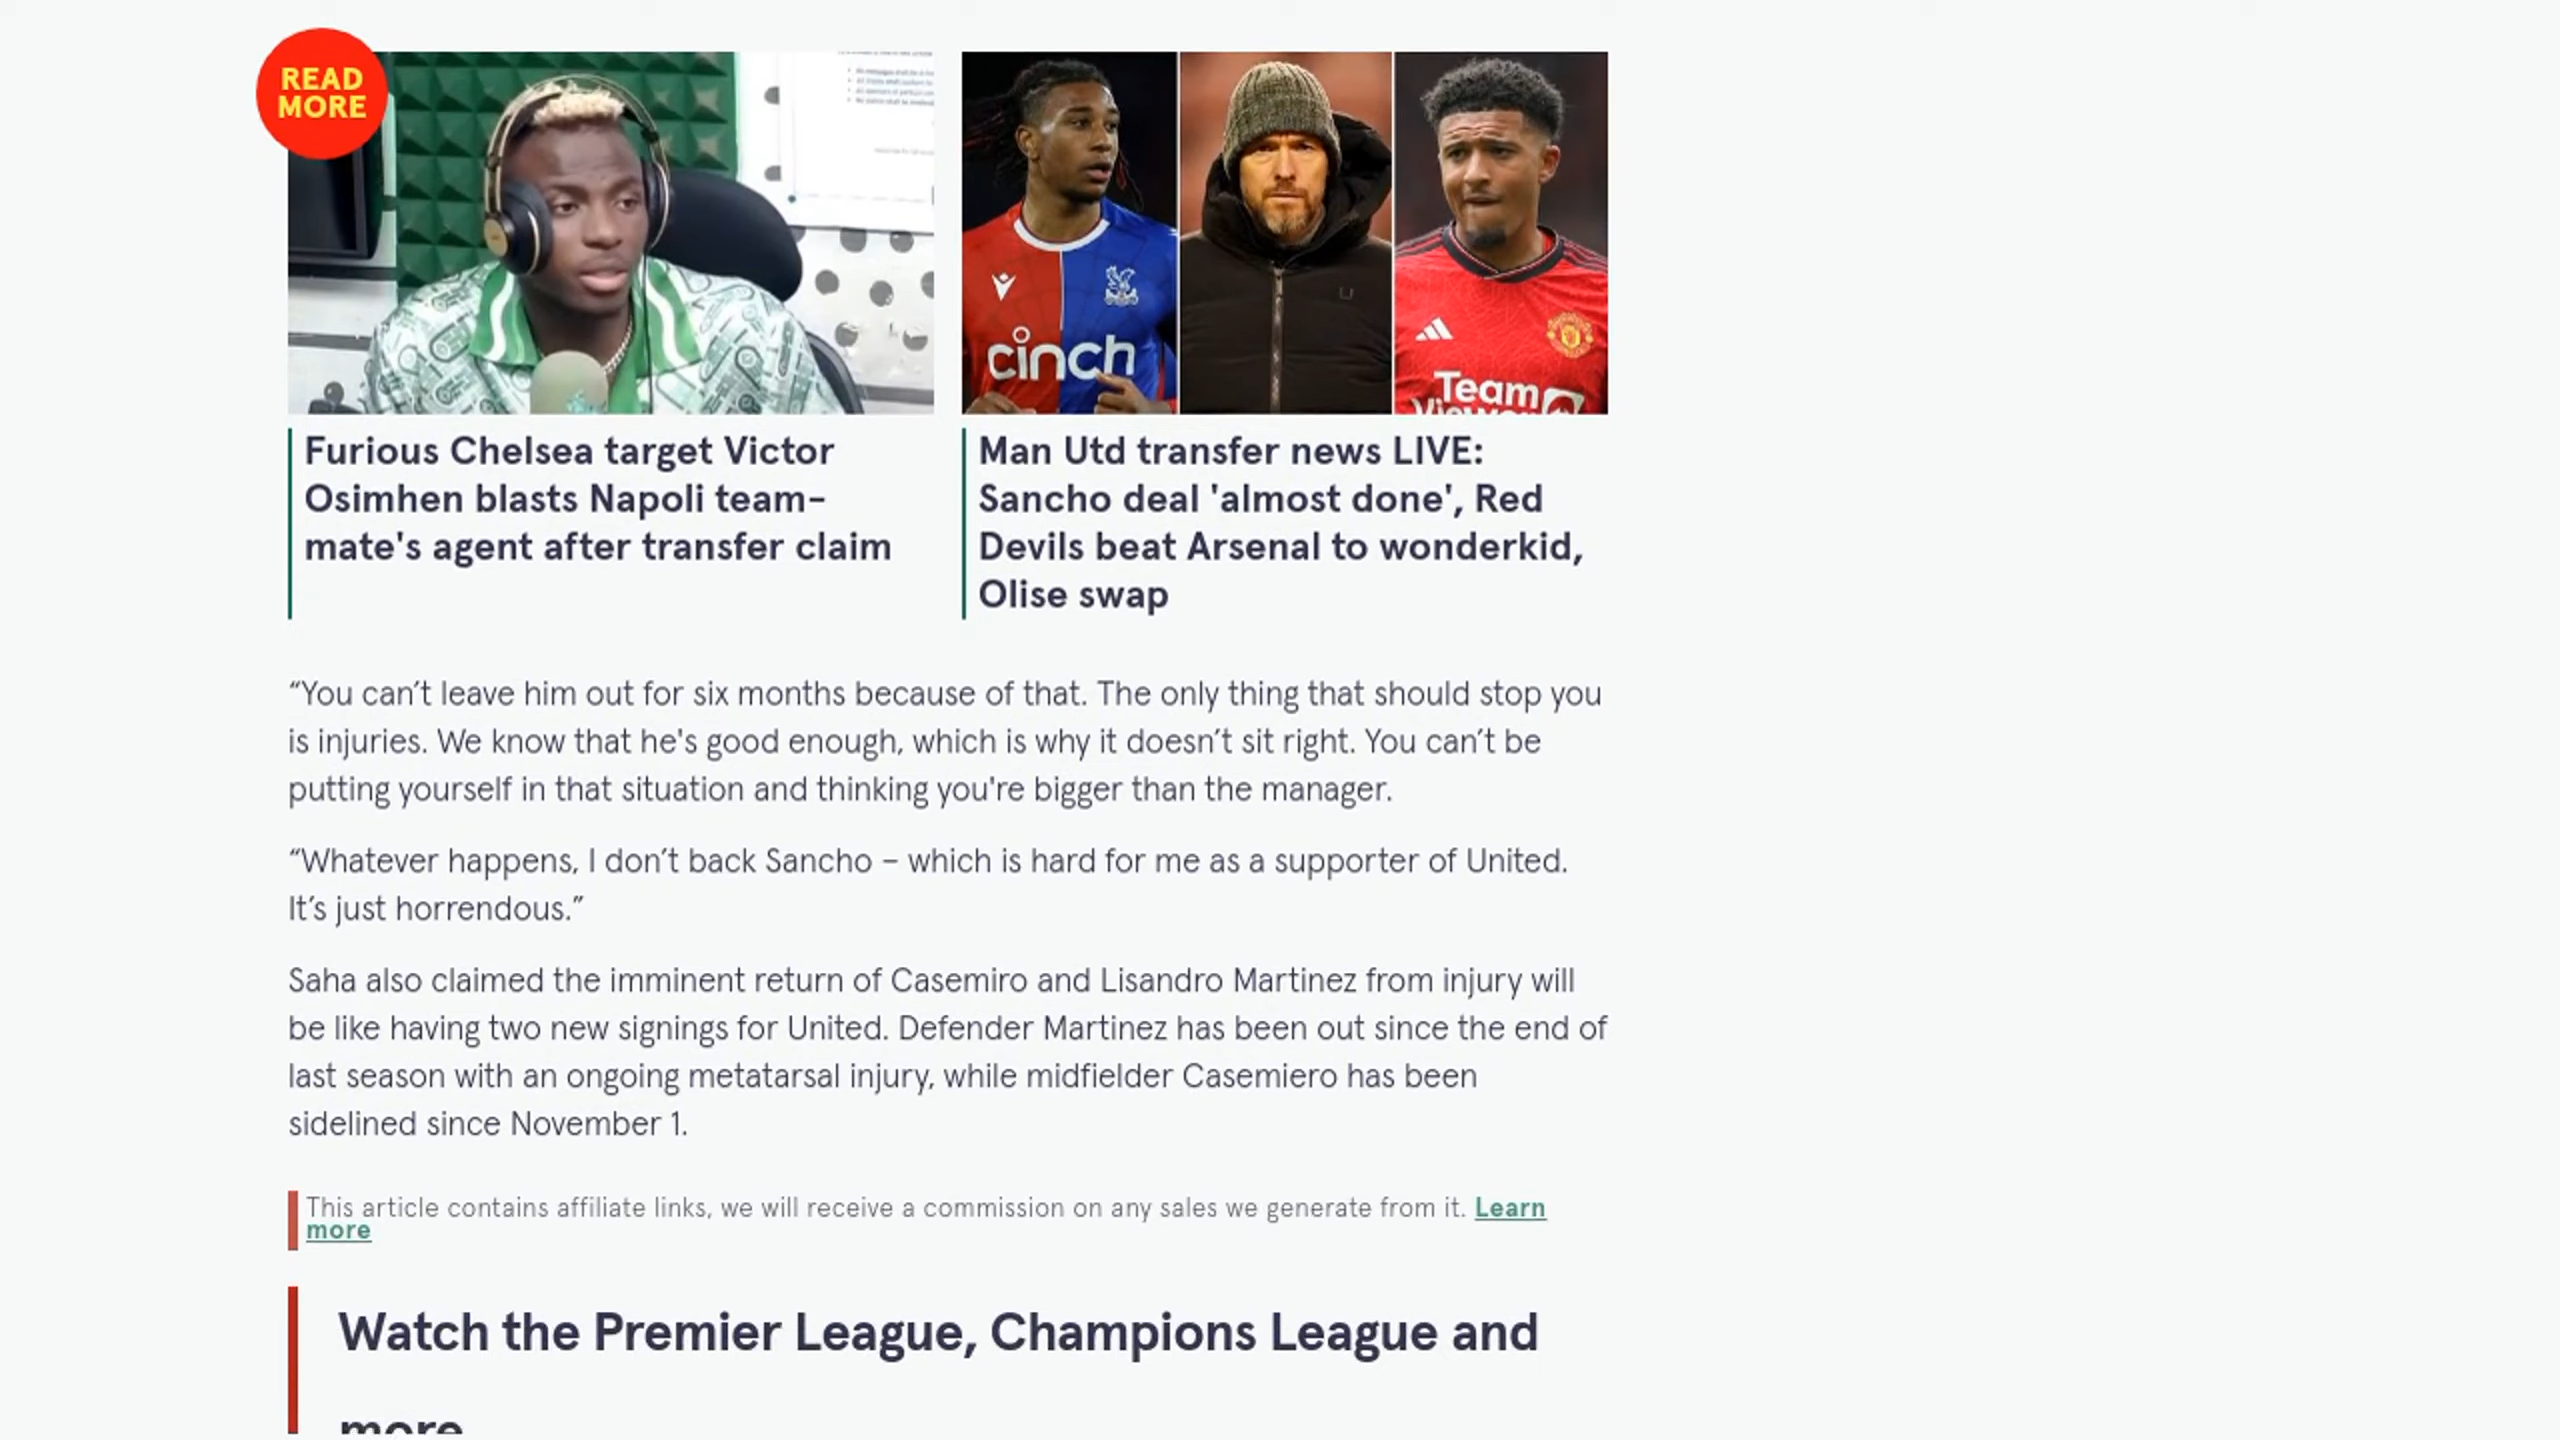 READ
MORE
cinch
Team
Furious Chelsea target Victor
Osimhen blasts Napoli team-
mate's agent after transfer claim
Man Utd transfer news LIVE:
Sancho deal 'almost done', Red
Devils beat Arsenal to wonderkid,
Olise swap
“You can’t leave him out for six months because of that. The only thing that should stop you
is injuries. We know that he's good enough, which is why it doesn’t sit right. You can’t be
putting yourself in that situation and thinking you're bigger than the manager.
“Whatever happens, I don’t back Sancho – which is hard for me as a supporter of United.
It’s just horrendous.”
Saha also claimed the imminent return of Casemiro and Lisandro Martinez from injury will
be like having two new signings for United. Defender Martinez has been out since the end of
last season with an ongoing metatarsal injury, while midfielder Casemiero has been
sidelined since November 1.
This article contains affiliate links, we will receive a commission on any sales we generate from it. Learn
more
Watch the Premier League, Champions League and
more